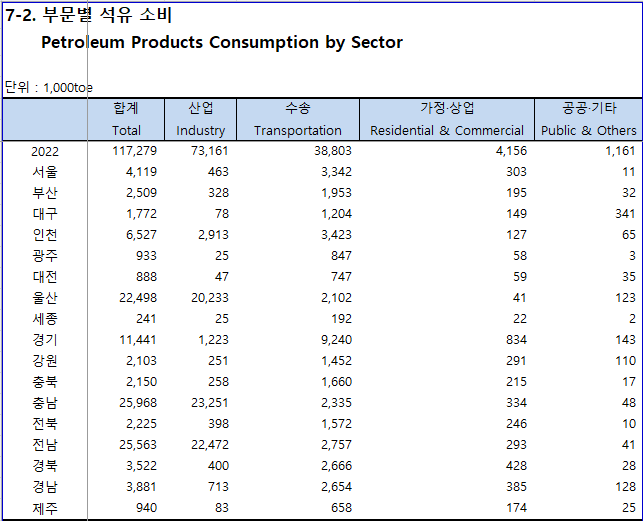 7-2. 부문별 석유 소비
Petroleum Products Consumption by Sector
단위 : 1,000toe
합계 산업 수송 가정·상업 공공·기타
Total Industry Transportation Residential & Commercial Public & Others
2022 117,279 73,161 38,803 4,156 1,161
서울 4,119 463 3,342 303 11
부산 2,509 328 1,953 195 32
대구 1,772 78 1,204 149 341
인천 6,527 2,913 3,423 127 65
광주 933 25 847 58 3
대전 888 47 747 59 35
울산 22,498 20,233 2,102 41 123
세종 241 25 192 22 2
경기 11,441 1,223 9,240 834 143
강원 2,103 251 1,452 291 110
충북 2,150 258 1,660 215 17
충남 25,968 23,251 2,335 334 48
전북 2,225 398 1,572 246 10
전남 25,563 22,472 2,757 293 41
경북 3,522 400 2,666 428 28
경남 3,881 713 2,654 385 128
제주 940 83 658 174 25